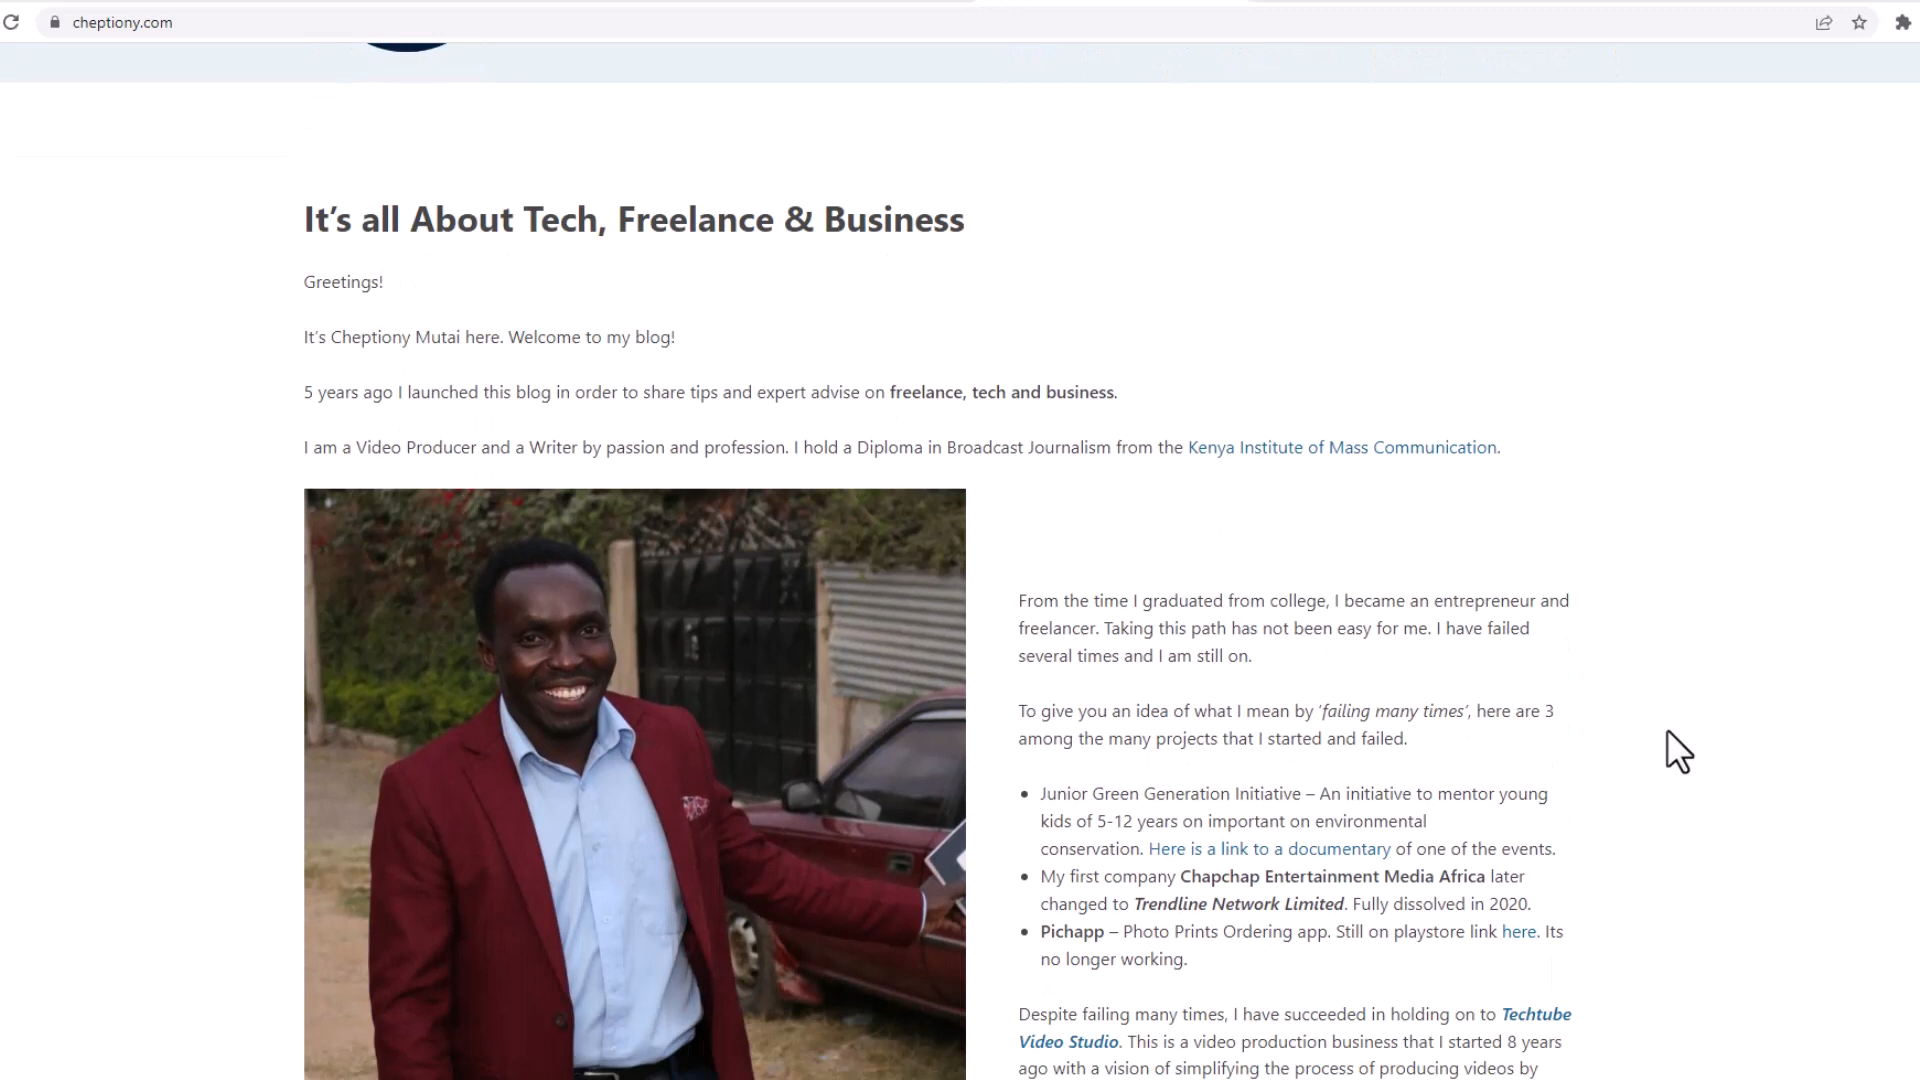 cheptiony.com
It’s all About Tech, Freelance & Business
Greetings!
It’s Cheptiony Mutai here. Welcome to my blog!
5 years ago I launched this blog in order to share tips and expert advise on freelance, tech and business.
I am a Video Producer and a Writer by passion and profession. I hold a Diploma in Broadcast Journalism from the Kenya Institute of Mass Communication.
From the time I graduated from college, I became an entrepreneur and
freelancer. Taking this path has not been easy for me. I have failed
several times and I am still on.
To give you an idea of what I mean by ‘failing many times’, here are 3
among the many projects that I started and failed.
• Junior Green Generation Initiative – An initiative to mentor young
kids of 5-12 years on important on environmental
conservation. Here is a link to a documentary of one of the events.
• My first company Chapchap Entertainment Media Africa later
changed to Trendline Network Limited. Fully dissolved in 2020.
• Pichapp – Photo Prints Ordering app. Still on playstore link here. Its
no longer working.
Despite failing many times, I have succeeded in holding on to Techtube
Video Studio. This is a video production business that I started 8 years
ago with a vision of simplifying the process of producing videos by